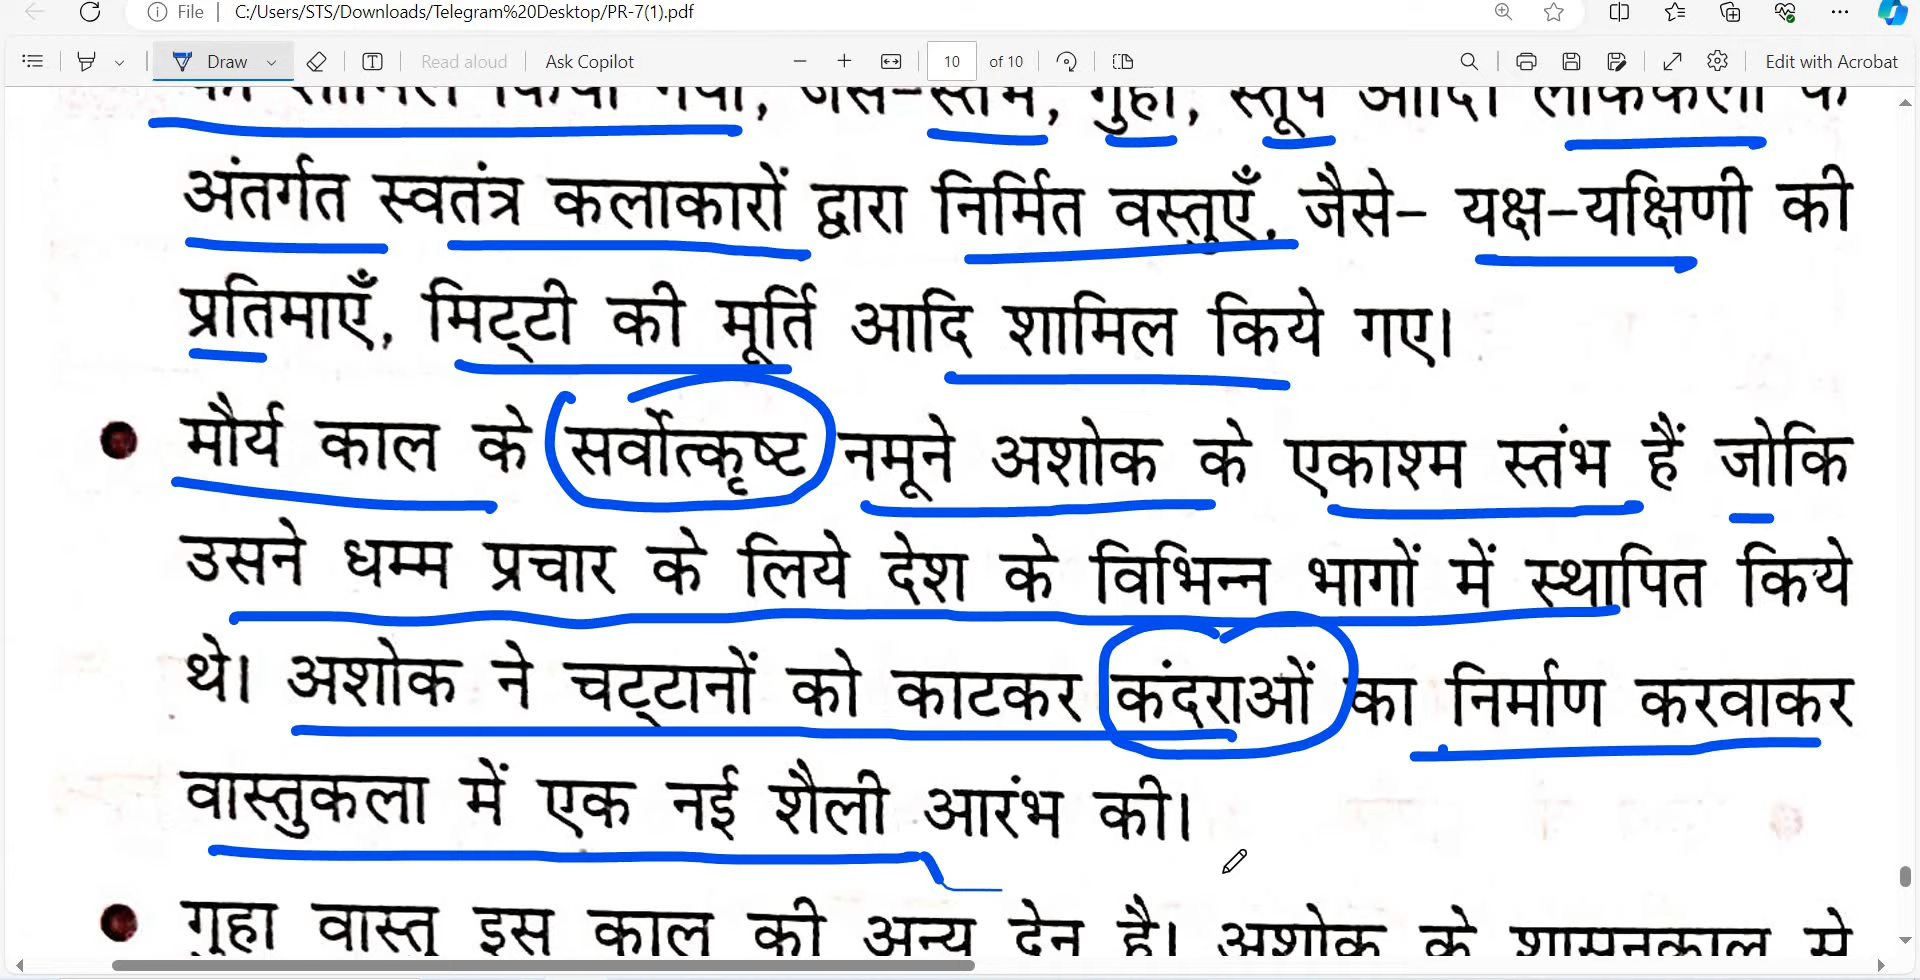 File C:/Users/STS/Downloads/Telegram%20Desktop/PR-7(1).pdf
Draw Read aloud Ask Copilot 10 of 10 Edit with Acrobat
को शामिल किया गया, जैसे-स्तंभ, गुहा, स्तूप आदि। लोककला के
अंतर्गत स्वतंत्र कलाकारों द्वारा निर्मित वस्तुएँ, जैसे- यक्ष-यक्षिणी की
प्रतिमाएँ, मिट्टी की मूर्ति आदि शामिल किये गए।
● मौर्य काल के सर्वोत्कृष्ट नमूने अशोक के एकाश्म स्तंभ हैं जोकि
उसने धम्म प्रचार के लिये देश के विभिन्न भागों में स्थापित किये
थे। अशोक ने चट्टानों को काटकर कंदराओं का निर्माण करवाकर
वास्तुकला में एक नई शैली आरंभ की।
● गुहा वास्तु इस काल की अन्य देन है। अशोक के शासनकाल से